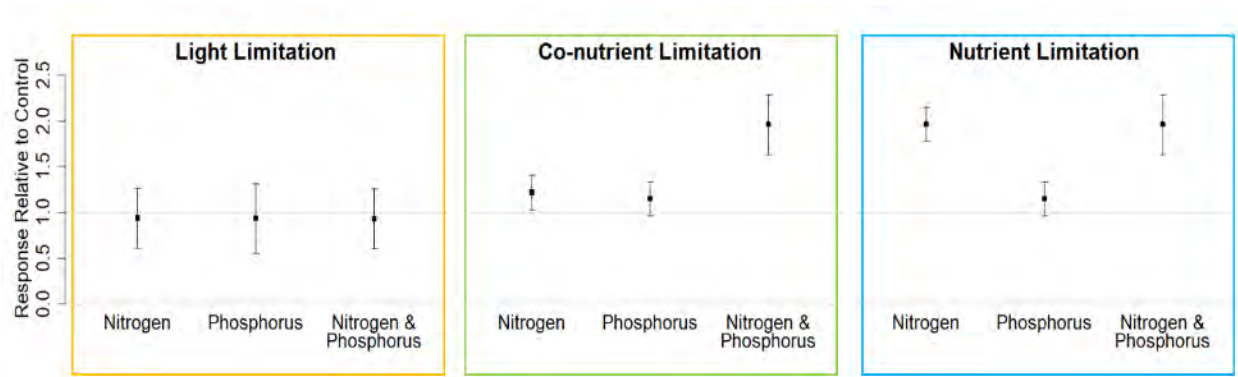 Light Limitation
Co-nutrient Limitation
Nutrient Limitation
Response Relative to Control
2.5
2.0
1.5
1.0
0.5
0.0
Nitrogen
Phosphorus
Nitrogen &
Phosphorus
Nitrogen
Phosphorus
Nitrogen &
Phosphorus
Nitrogen
Phosphorus
Nitrogen &
Phosphorus